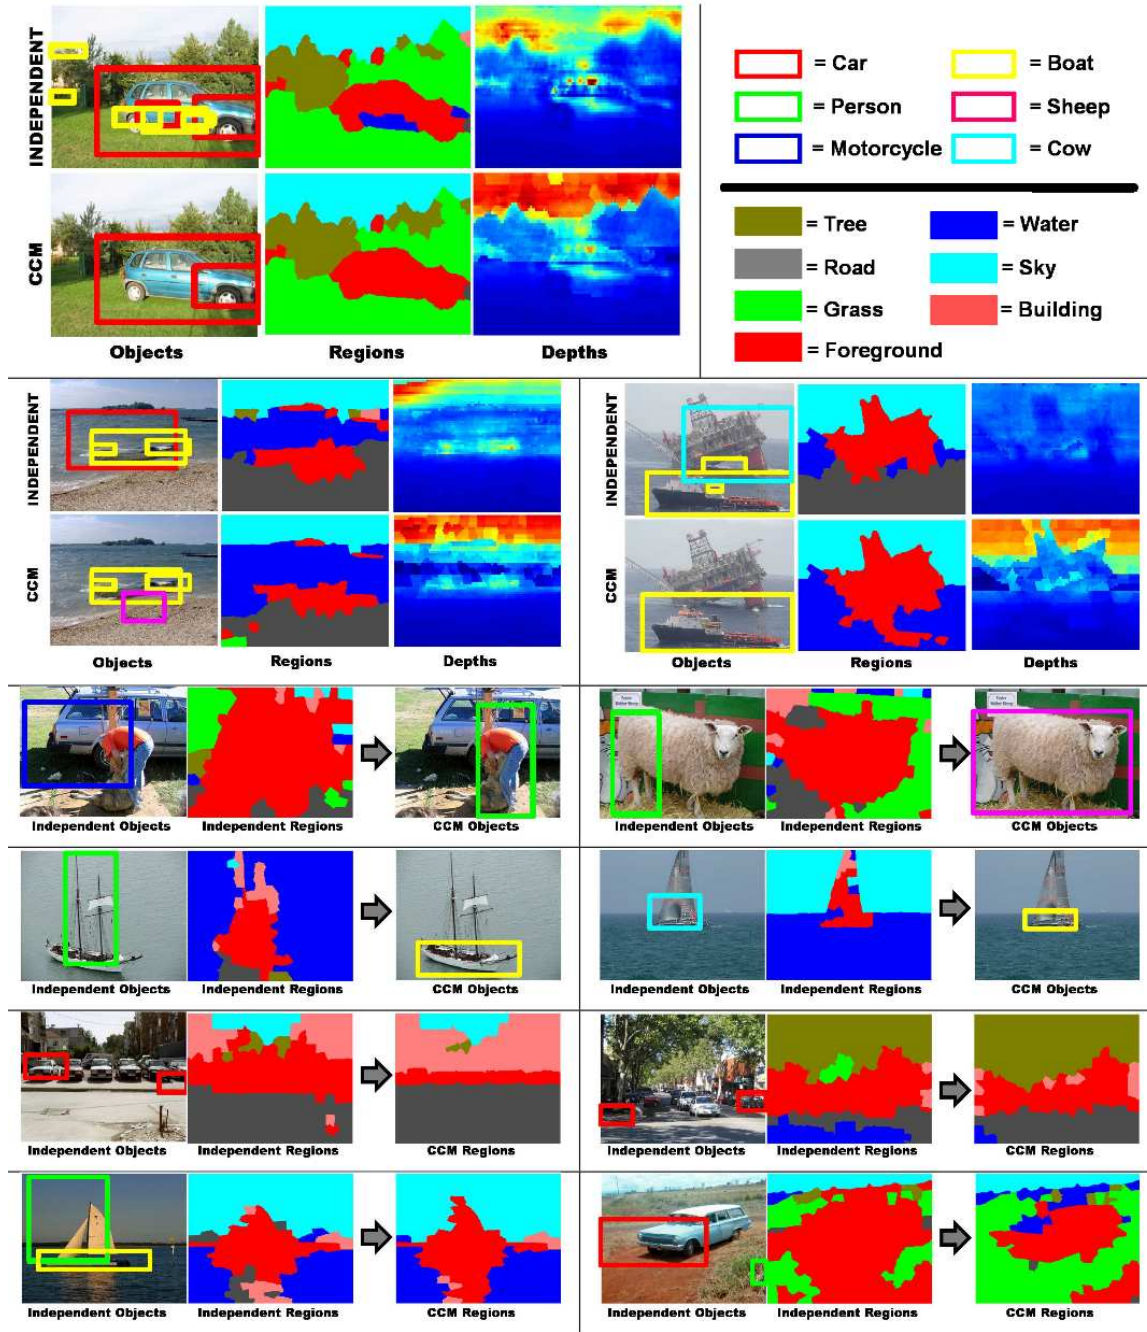 INDEPENDENT
CCM
Objects Regions Depths
= Car = Boat
= Person = Sheep
= Motorcycle = Cow
= Tree = Water
= Road = Sky
= Grass = Building
= Foreground
INDEPENDENT
CCM
Objects Regions Depths
INDEPENDENT
CCM
Objects Regions Depths
Independent Objects Independent Regions CCM Objects
Independent Objects Independent Regions CCM Objects
Independent Objects Independent Regions CCM Objects
Independent Objects Independent Regions CCM Objects
Independent Objects Independent Regions CCM Regions
Independent Objects Independent Regions CCM Regions
Independent Objects Independent Regions CCM Regions
Independent Objects Independent Regions CCM Regions